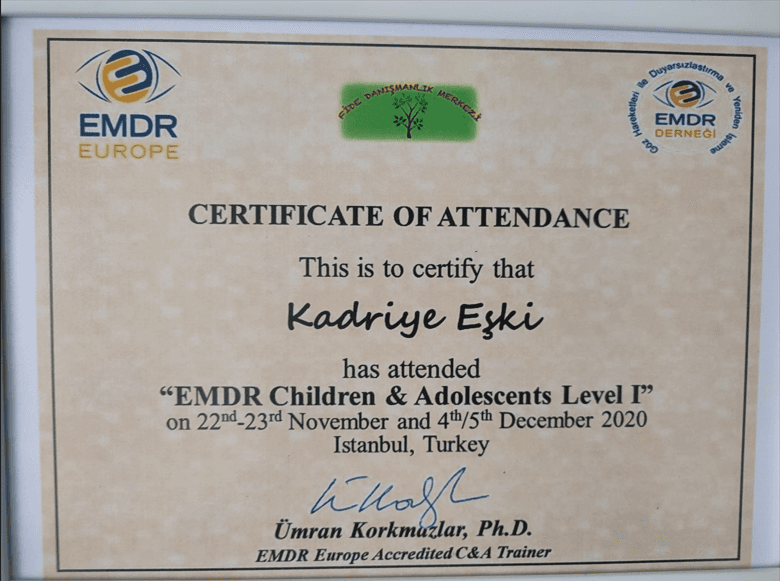 EMDR
EUROPE
FİDE DANIŞMANLIK MERKEZİ
Göz Hareketleri ile Duyarsızlaştırma ve Yeniden İşleme
EMDR
DERNEĞİ
CERTIFICATE OF ATTENDANCE
This is to certify that
Kadriye Eşki
has attended
“EMDR Children & Adolescents Level I”
on 22nd-23rd November and 4th/5th December 2020
Istanbul, Turkey
Ümran Korkmazlar, Ph.D.
EMDR Europe Accredited C&A Trainer